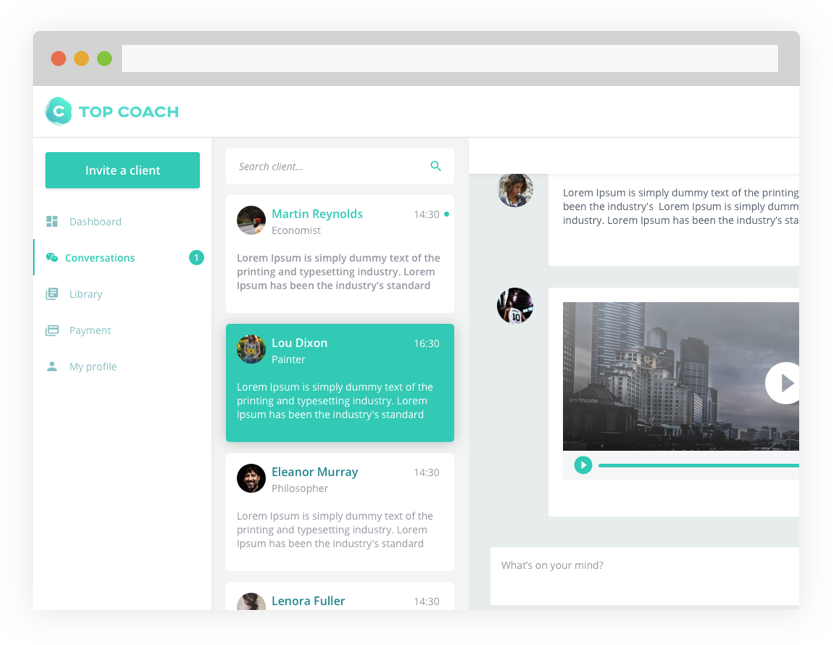 C TOP COACH
Invite a client
Dashboard
Conversations 1
Library
Payment
My profile
Search client...
Martin Reynolds 14:30
Economist
Lorem Ipsum is simply dummy text of the
printing and typesetting industry. Lorem
Ipsum has been the industry's standard
Lou Dixon 16:30
Painter
Lorem Ipsum is simply dummy text of the
printing and typesetting industry. Lorem
Ipsum has been the industry's standard
Eleanor Murray 14:30
Philosopher
Lorem Ipsum is simply dummy text of the
printing and typesetting industry. Lorem
Ipsum has been the industry's standard
Lenora Fuller 14:30
Lorem Ipsum is simply dummy text of the printing
been the industry's Lorem Ipsum is simply dumm
industry. Lorem Ipsum has been the industry's sta
10
What's on your mind?